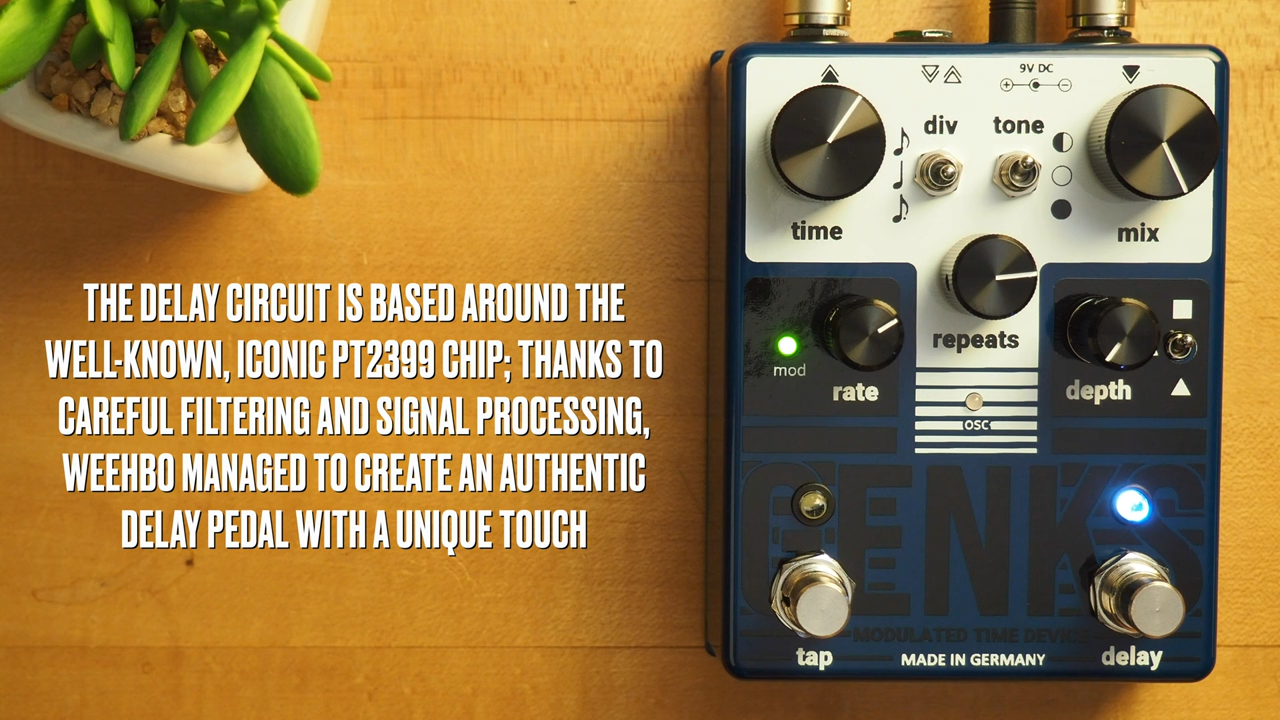 THE DELAY CIRCUIT IS BASED AROUND THE
WELL-KNOWN, ICONIC PT2399 CHIP; THANKS TO
CAREFUL FILTERING AND SIGNAL PROCESSING,
WEEHBO MANAGED TO CREATE AN AUTHENTIC
DELAY PEDAL WITH A UNIQUE TOUCH
9V DC
div tone
time
mix
repeats
mod
rate
depth
OSC
GENKS
MODULATED TIME DEVICE
tap
MADE IN GERMANY
delay